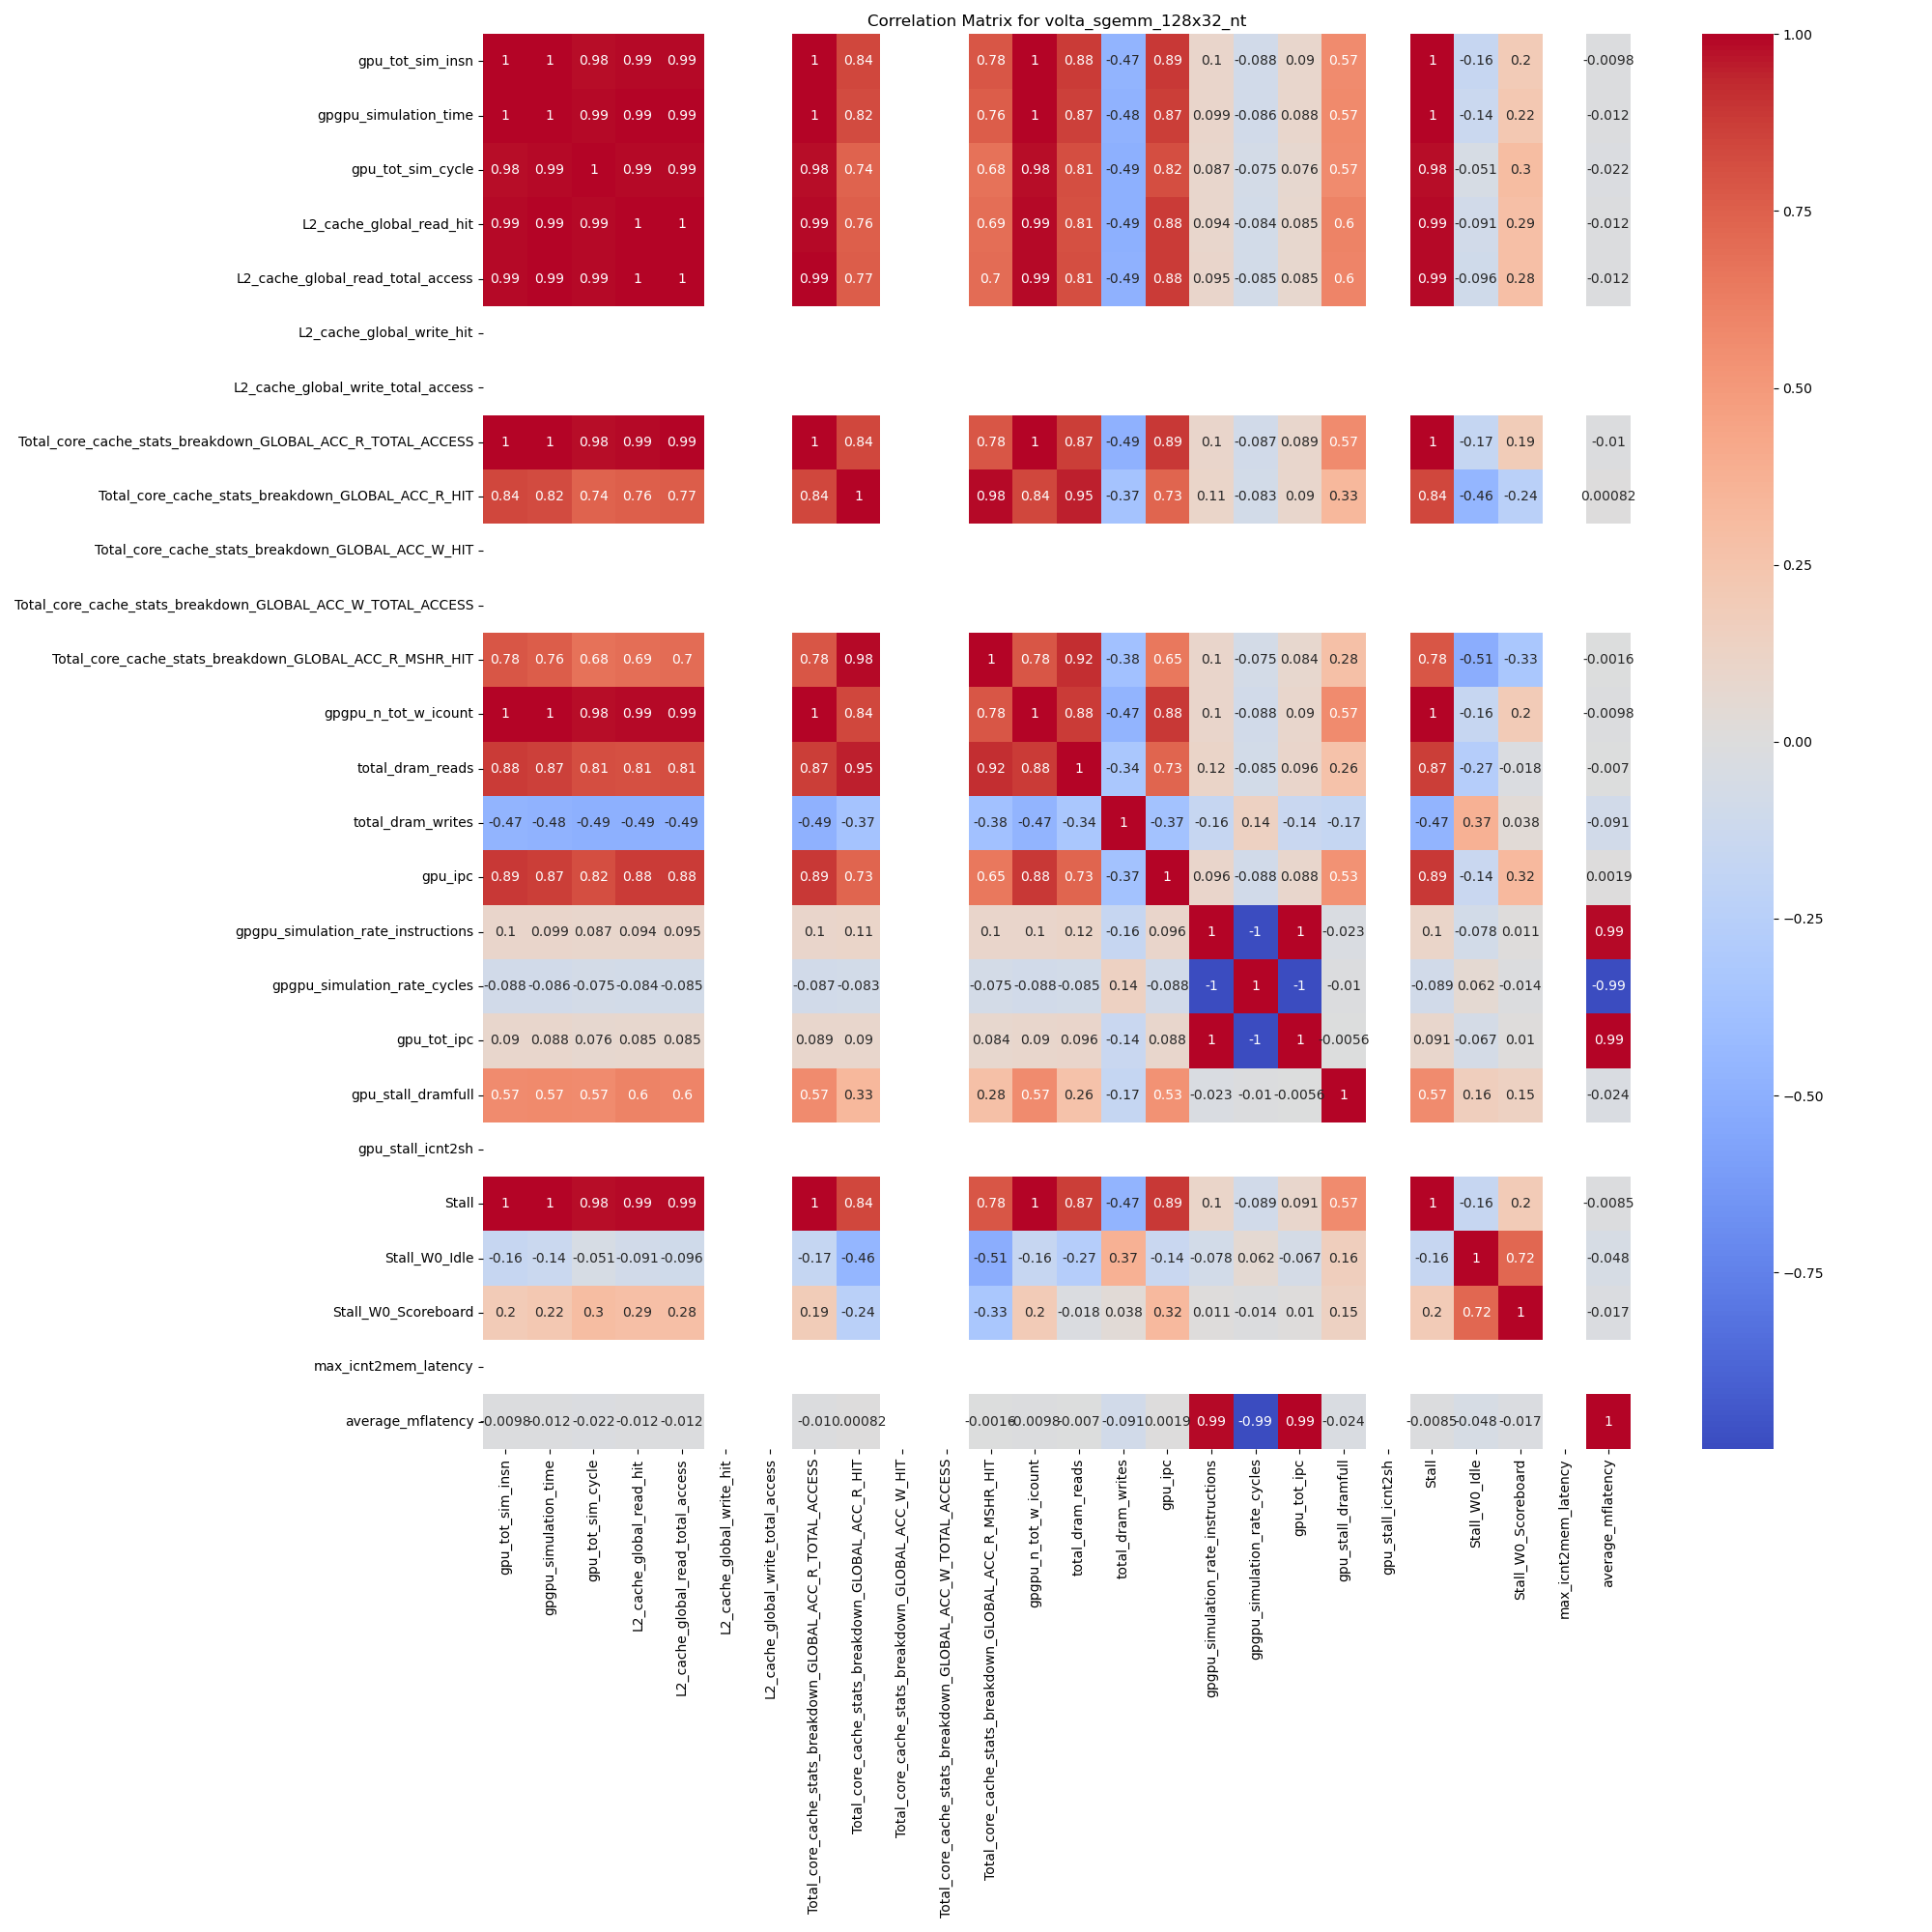 Correlation Matrix for volta_sgemm_128x32_nt
gpu_tot_sim_insn 1 1 0.98 0.99 0.99 1 0.84 0.78 1 0.88 -0.47 0.89 0.1 -0.088 0.09 0.57 1 -0.16 0.2 -0.0098
gpgpu_simulation_time 1 1 0.99 0.99 0.99 1 0.82 0.76 1 0.87 -0.48 0.87 0.099 -0.086 0.088 0.57 1 -0.14 0.22 -0.012
gpu_tot_sim_cycle 0.98 0.99 1 0.99 0.99 0.98 0.74 0.68 0.98 0.81 -0.49 0.82 0.087 -0.075 0.076 0.57 0.98 -0.051 0.3 -0.022
L2_cache_global_read_hit 0.99 0.99 0.99 1 1 0.99 0.76 0.69 0.99 0.81 -0.49 0.88 0.094 -0.084 0.085 0.6 0.99 -0.091 0.29 -0.012
L2_cache_global_read_total_access 0.99 0.99 0.99 1 1 0.99 0.77 0.7 0.99 0.81 -0.49 0.88 0.095 -0.085 0.085 0.6 0.99 -0.096 0.28 -0.012
L2_cache_global_write_hit
L2_cache_global_write_total_access
Total_core_cache_stats_breakdown_GLOBAL_ACC_R_TOTAL_ACCESS 1 1 0.98 0.99 0.99 1 0.84 0.78 1 0.87 -0.49 0.89 0.1 -0.087 0.089 0.57 1 -0.17 0.19 -0.01
Total_core_cache_stats_breakdown_GLOBAL_ACC_R_HIT 0.84 0.82 0.74 0.76 0.77 0.84 1 0.98 0.84 0.95 -0.37 0.73 0.11 -0.083 0.09 0.33 0.84 -0.46 -0.24 0.00082
Total_core_cache_stats_breakdown_GLOBAL_ACC_W_HIT
Total_core_cache_stats_breakdown_GLOBAL_ACC_W_TOTAL_ACCESS
Total_core_cache_stats_breakdown_GLOBAL_ACC_R_MSHR_HIT 0.78 0.76 0.68 0.69 0.7 0.78 0.98 1 0.78 0.92 -0.38 0.65 0.1 -0.075 0.084 0.28 0.78 -0.51 -0.33 -0.0016
gpgpu_n_tot_w_icount 1 1 0.98 0.99 0.99 1 0.84 0.78 1 0.88 -0.47 0.88 0.1 -0.088 0.09 0.57 1 -0.16 0.2 -0.0098
total_dram_reads 0.88 0.87 0.81 0.81 0.81 0.87 0.95 0.92 0.88 1 -0.34 0.73 0.12 -0.085 0.096 0.26 0.87 -0.27 -0.018 -0.007
total_dram_writes -0.47 -0.48 -0.49 -0.49 -0.49 -0.49 -0.37 -0.38 -0.47 -0.34 1 -0.37 -0.16 0.14 -0.14 -0.17 -0.47 0.37 0.038 -0.091
gpu_ipc 0.89 0.87 0.82 0.88 0.88 0.89 0.73 0.65 0.88 0.73 -0.37 1 0.096 -0.088 0.088 0.53 0.89 -0.14 0.32 0.0019
gpgpu_simulation_rate_instructions 0.1 0.099 0.087 0.094 0.095 0.1 0.11 0.1 0.1 0.12 -0.16 0.096 1 -1 1 -0.023 0.1 -0.078 0.011 0.99
gpgpu_simulation_rate_cycles -0.088 -0.086 -0.075 -0.084 -0.085 -0.087 -0.083 -0.075 -0.088 -0.085 0.14 -0.088 -1 1 -1 -0.01 -0.089 0.062 -0.014 -0.99
gpu_tot_ipc 0.09 0.088 0.076 0.085 0.085 0.089 0.09 0.084 0.09 0.096 -0.14 0.088 1 -1 1 -0.0056 0.091 -0.067 0.01 0.99
gpu_stall_dramfull 0.57 0.57 0.57 0.6 0.6 0.57 0.33 0.28 0.57 0.26 -0.17 0.53 -0.023 -0.01 -0.0056 1 0.57 0.16 0.15 -0.024
gpu_stall_icnt2sh
Stall 1 1 0.98 0.99 0.99 1 0.84 0.78 1 0.87 -0.47 0.89 0.1 -0.089 0.091 0.57 1 -0.16 0.2 -0.0085
Stall_W0_Idle -0.16 -0.14 -0.051 -0.091 -0.096 -0.17 -0.46 -0.51 -0.16 -0.27 0.37 -0.14 -0.078 0.062 -0.067 0.16 -0.16 1 0.72 -0.048
Stall_W0_Scoreboard 0.2 0.22 0.3 0.29 0.28 0.19 -0.24 -0.33 0.2 -0.018 0.038 0.32 0.011 -0.014 0.01 0.15 0.2 0.72 1 -0.017
max_icnt2mem_latency
average_mflatency -0.0098 -0.012 -0.022 -0.012 -0.012 -0.01 0.00082 -0.0016 -0.0098 -0.007 -0.091 0.0019 0.99 -0.99 0.99 -0.024 -0.0085 -0.048 -0.017 1
gpu_tot_sim_insn
gpgpu_simulation_time
gpu_tot_sim_cycle
L2_cache_global_read_hit
L2_cache_global_read_total_access
L2_cache_global_write_hit
L2_cache_global_write_total_access
Total_core_cache_stats_breakdown_GLOBAL_ACC_R_TOTAL_ACCESS
Total_core_cache_stats_breakdown_GLOBAL_ACC_R_HIT
Total_core_cache_stats_breakdown_GLOBAL_ACC_W_HIT
Total_core_cache_stats_breakdown_GLOBAL_ACC_W_TOTAL_ACCESS
Total_core_cache_stats_breakdown_GLOBAL_ACC_R_MSHR_HIT
gpgpu_n_tot_w_icount
total_dram_reads
total_dram_writes
gpu_ipc
gpgpu_simulation_rate_instructions
gpgpu_simulation_rate_cycles
gpu_tot_ipc
gpu_stall_dramfull
gpu_stall_icnt2sh
Stall
Stall_W0_Idle
Stall_W0_Scoreboard
max_icnt2mem_latency
average_mflatency
1.00
0.75
0.50
0.25
0.00
−0.25
−0.50
−0.75